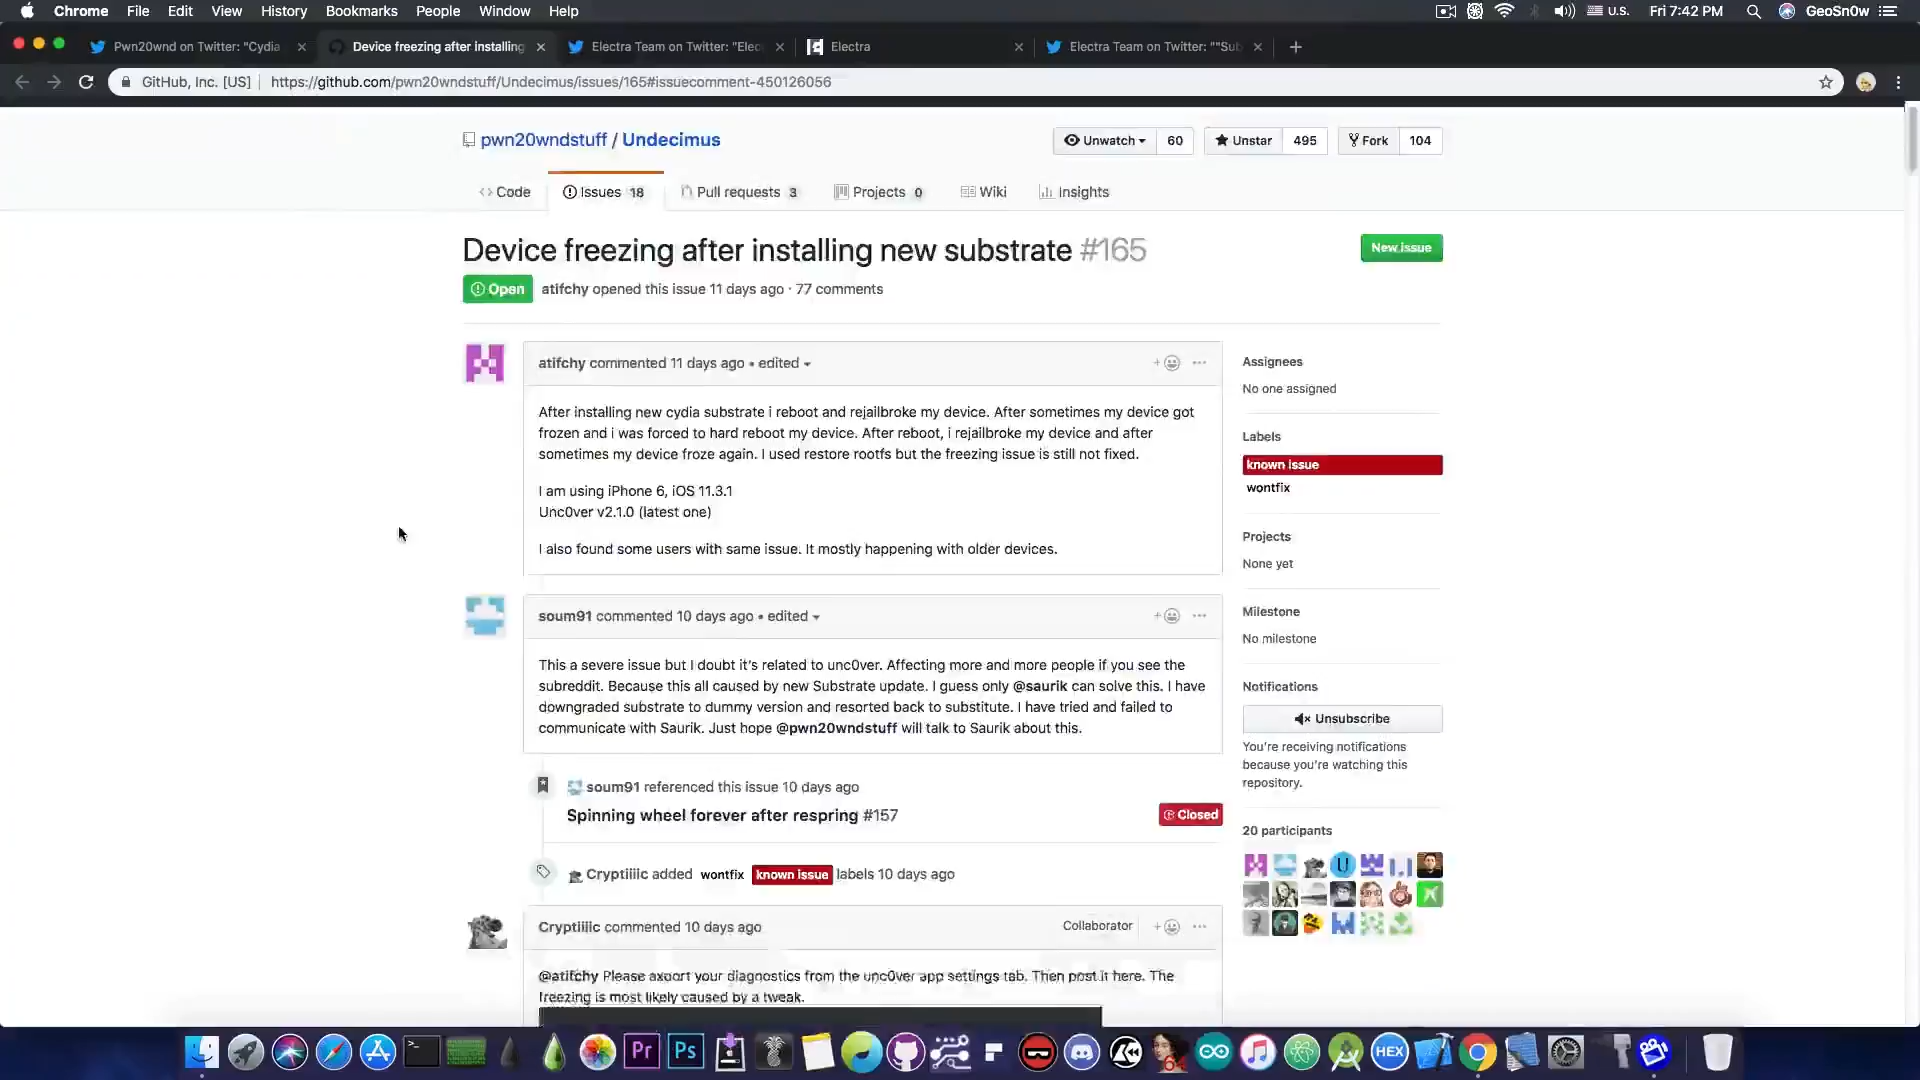 Chrome File Edit View History Bookmarks People Window Help U.S. Fri 7:42 PM GeoSn0w
Pwn20wnd on Twitter: "Cydia Device freezing after installing Electra Team on Twitter: "Elec Electra Electra Team on Twitter: ""Sub
GitHub, Inc. [US] https://github.com/pwn20wndstuff/Undecimus/issues/165#issuecomment-450126056
pwn20wndstuff / Undecimus Unwatch 60 Unstar 495 Fork 104
Code Issues 18 Pull requests 3 Projects 0 Wiki Insights
Device freezing after installing new substrate #165 New issue
Open atifchy opened this issue 11 days ago · 77 comments
atifchy commented 11 days ago • edited
After installing new cydia substrate i reboot and rejailbroke my device. After sometimes my device got
frozen and i was forced to hard reboot my device. After reboot, i rejailbroke my device and after
sometimes my device froze again. I used restore rootfs but the freezing issue is still not fixed.
I am using iPhone 6, iOS 11.3.1
Unc0ver v2.1.0 (latest one)
I also found some users with same issue. It mostly happening with older devices.
Assignees
No one assigned
Labels
known issue
wontfix
Projects
None yet
Milestone
No milestone
Notifications
Unsubscribe
You're receiving notifications
because you're watching this
repository.
20 participants
soum91 commented 10 days ago • edited
This a severe issue but I doubt it's related to unc0ver. Affecting more and more people if you see the
subreddit. Because this all caused by new Substrate update. I guess only @saurik can solve this. I have
downgraded substrate to dummy version and resorted back to substitute. I have tried and failed to
communicate with Saurik. Just hope @pwn20wndstuff will talk to Saurik about this.
soum91 referenced this issue 10 days ago
Spinning wheel forever after respring #157 Closed
Cryptiiiic added wontfix known issue labels 10 days ago
Cryptiiiic commented 10 days ago Collaborator
@atifchy Please export your diagnostics from the unc0ver app settings tab. Then post it here. The
freezing is most likely caused by a tweak.
Pr Ps 64 HEX